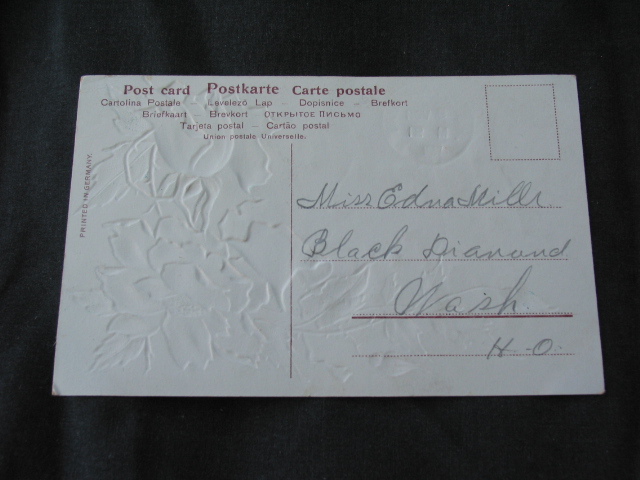 Post card Postkarte Carte postale
Cartolina Postale – Levelező Lap – Dopisnice – Brefkort
Briefkaart – Brevkort – ОТКРЫТОЕ ПИСЬМО
Tarjeta postal – Cartão postal
Union postale Universelle.
PRINTED IN GERMANY.
Miss Edna Mills
Black Diamond
Wash.
H-O.